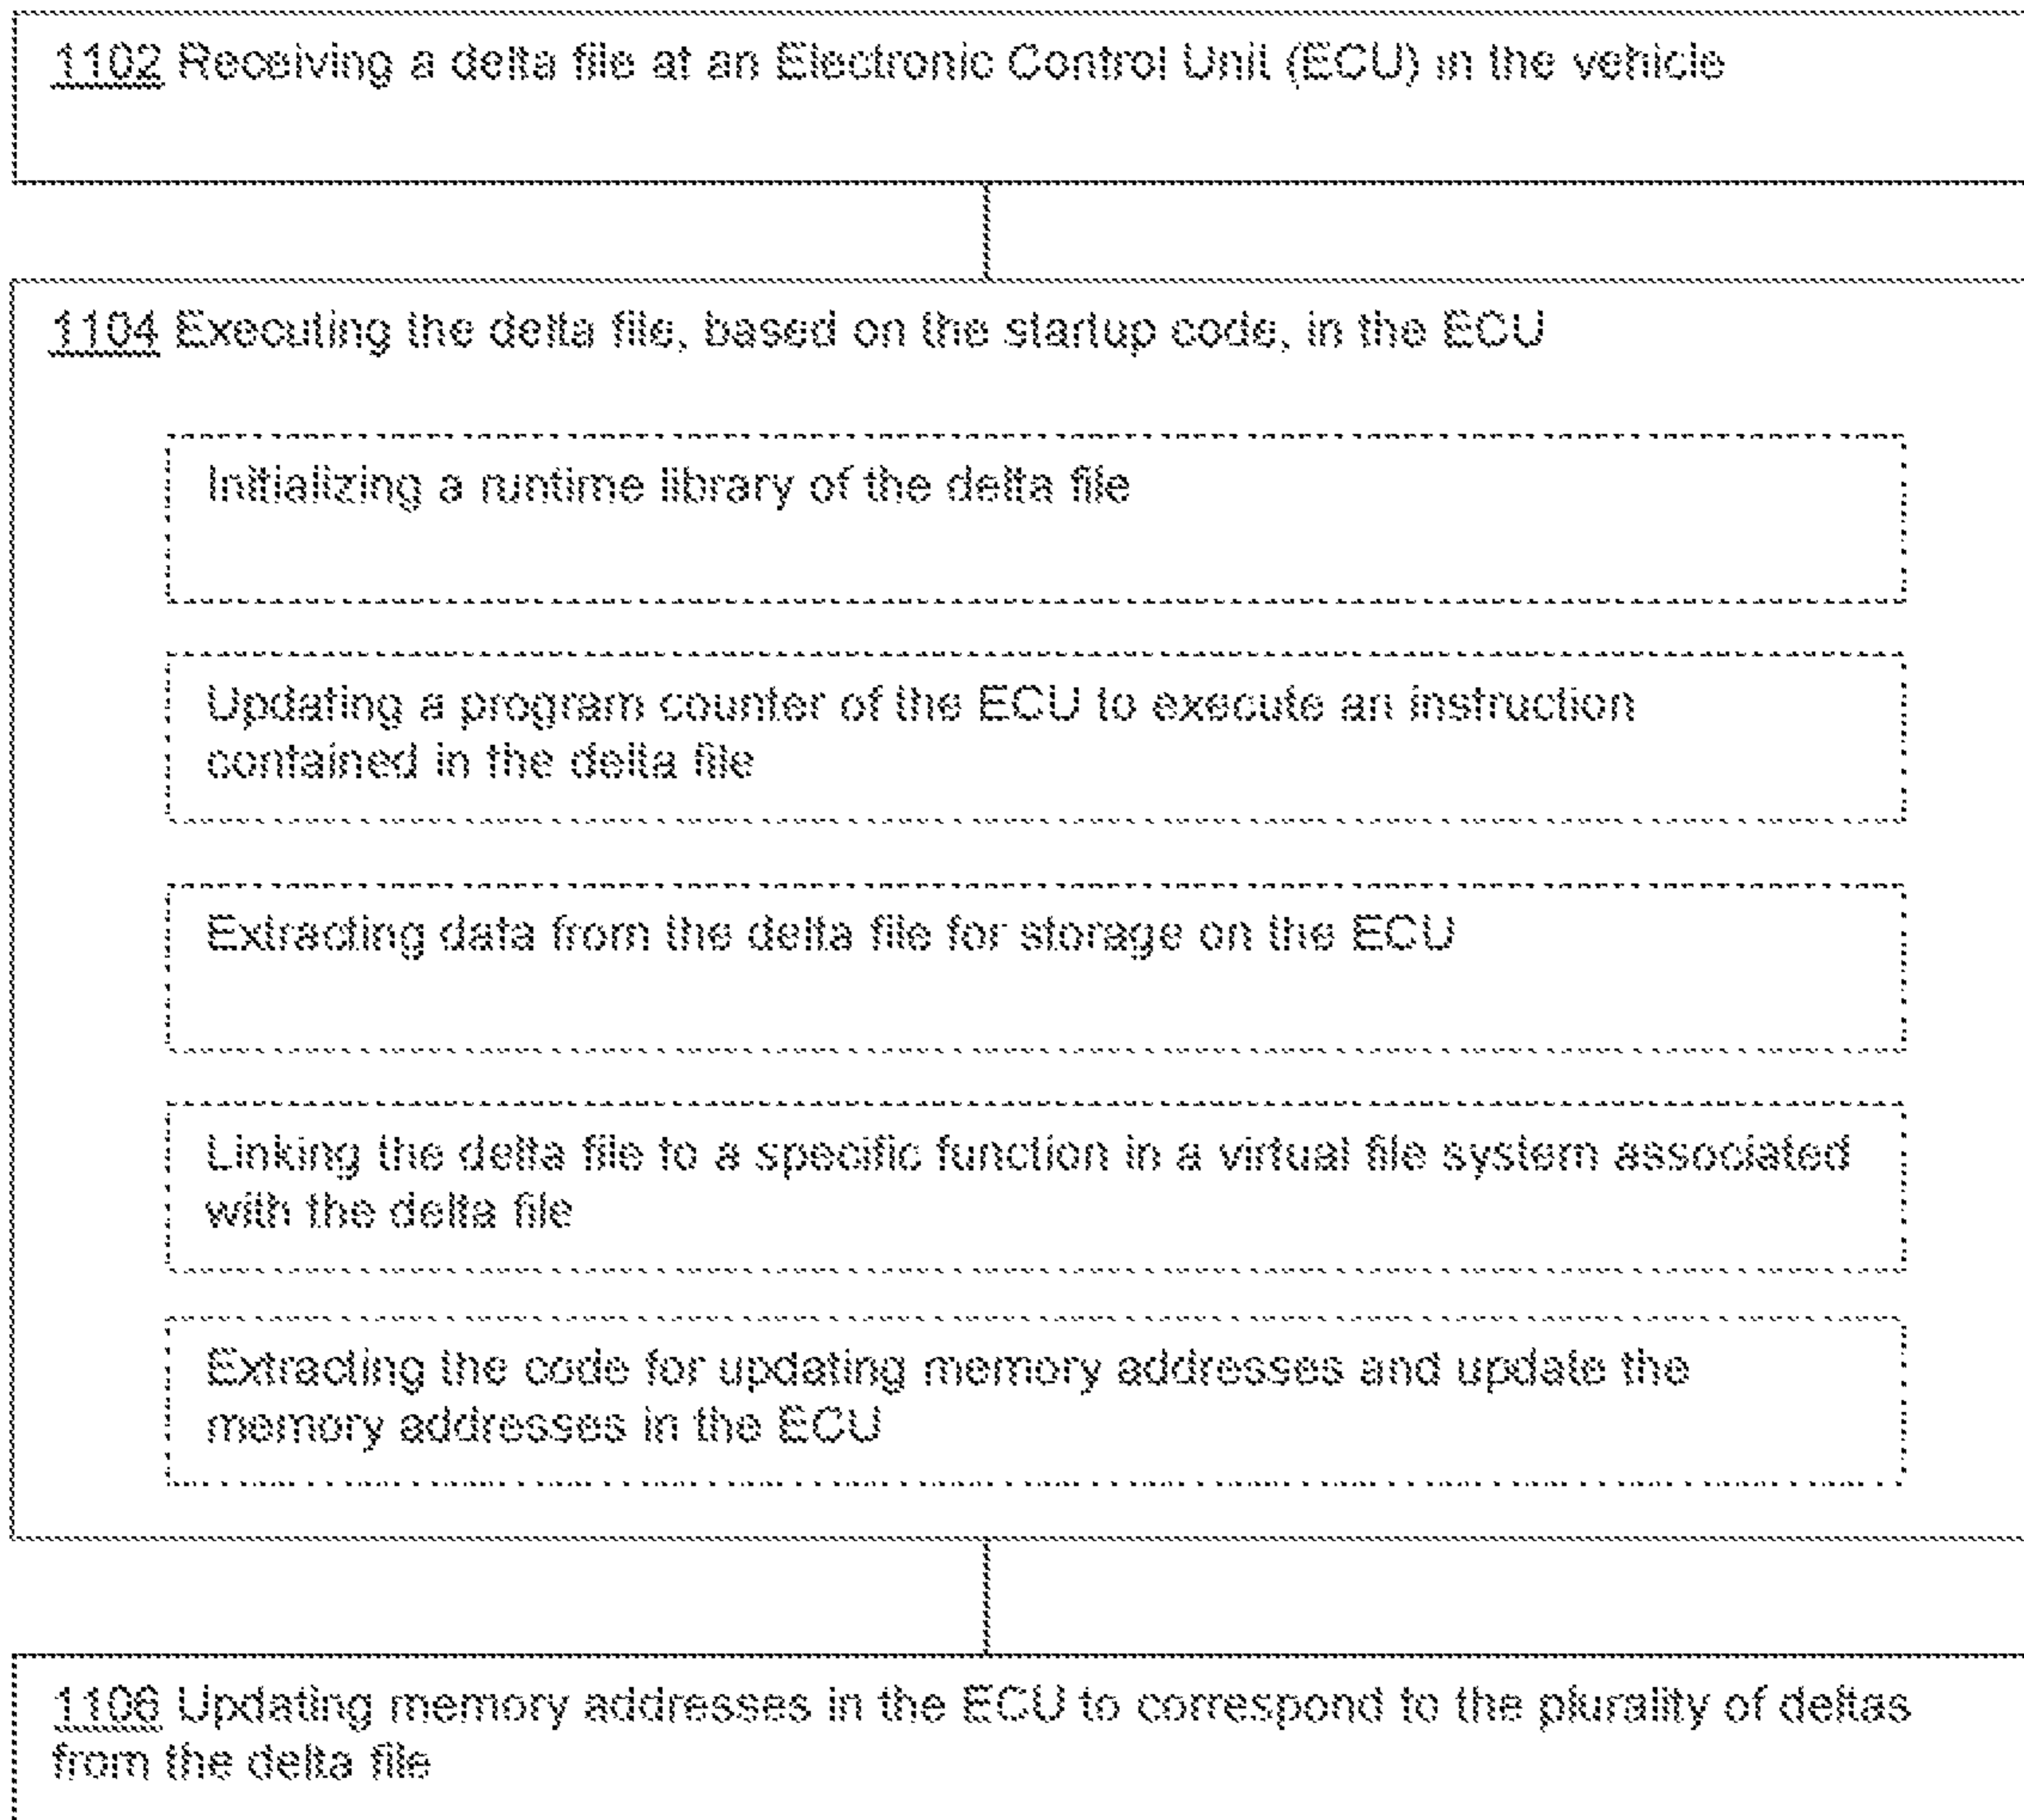 1102 Receiving a delta file at an Electronic Control Unit (ECU) in the vehicle
1104 Executing the delta file, based on the startup code, in the ECU
Initializing a runtime library of the delta file
Updating a program counter of the ECU to execute an instruction
contained in the delta file
Extracting data from the delta file for storage on the ECU
Linking the delta file to a specific function in a virtual file system associated
with the delta file
Extracting the code for updating memory addresses and update the
memory addresses in the ECU
1106 Updating memory addresses in the ECU to correspond to the plurality of deltas
from the delta file